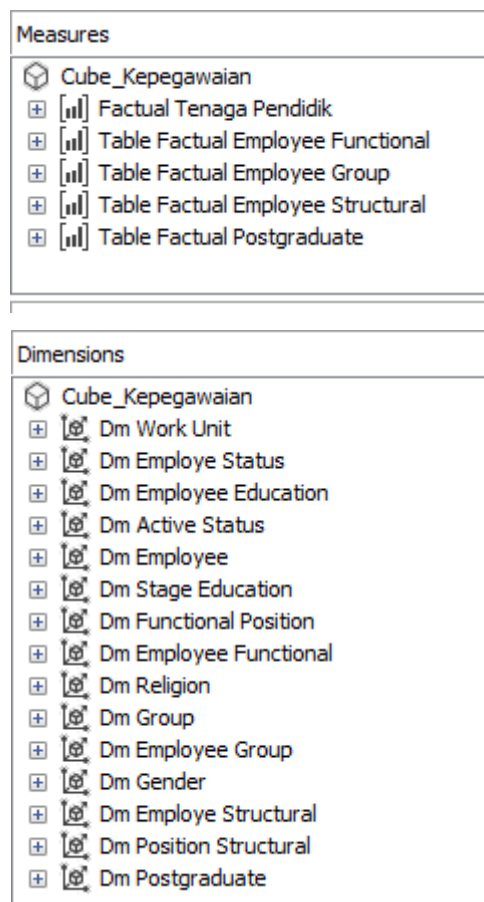 Measures
Cube_Kepegawaian
Factual Tenaga Pendidik
Table Factual Employee Functional
Table Factual Employee Group
Table Factual Employee Structural
Table Factual Postgraduate
Dimensions
Cube_Kepegawaian
Dm Work Unit
Dm Employe Status
Dm Employee Education
Dm Active Status
Dm Employee
Dm Stage Education
Dm Functional Position
Dm Employee Functional
Dm Religion
Dm Group
Dm Employee Group
Dm Gender
Dm Employe Structural
Dm Position Structural
Dm Postgraduate